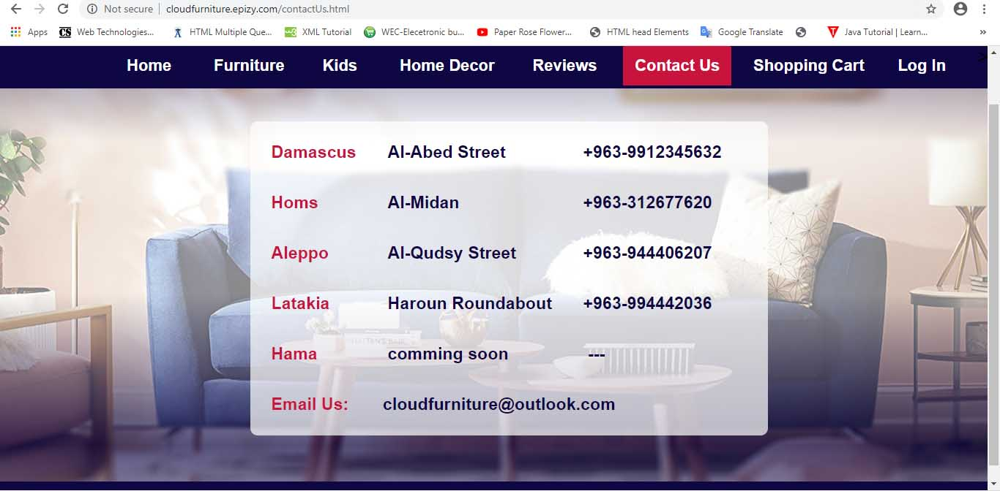 Not secure | cloudfurniture.epizy.com/contactUs.html
Apps Web Technologies... HTML Multiple Que... XML Tutorial WEC-Elecetronic bu... Paper Rose Flower... HTML head Elements Google Translate Java Tutorial | Learn... »
Home Furniture Kids Home Decor Reviews Contact Us Shopping Cart Log In
Damascus Al-Abed Street +963-9912345632
Homs Al-Midan +963-312677620
Aleppo Al-Qudsy Street +963-944406207
Latakia Haroun Roundabout +963-994442036
Hama comming soon ---
Email Us: cloudfurniture@outlook.com